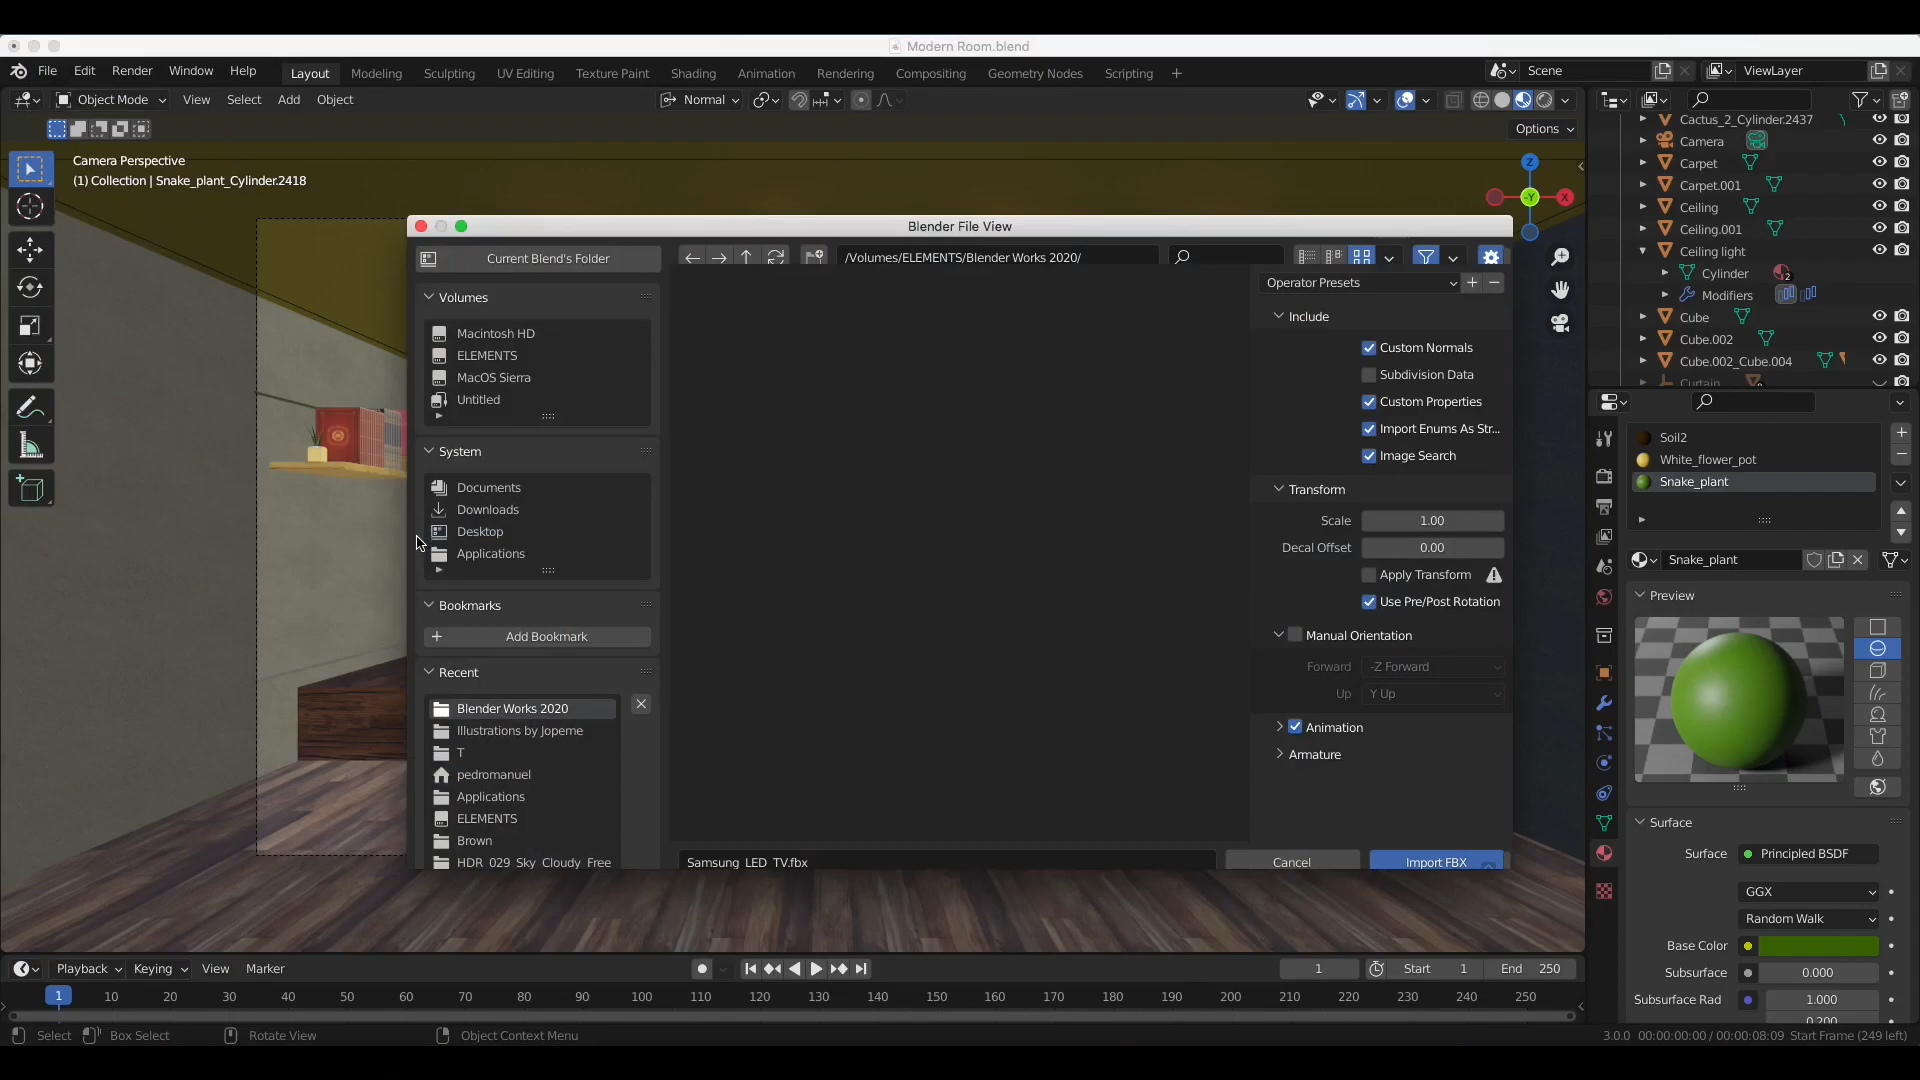 Modern Room.blend
File Edit Render Window Help Layout Modeling Sculpting UV Editing Texture Paint Shading Animation Rendering Compositing Geometry Nodes Scripting + Scene ViewLayer
Object Mode View Select Add Object Normal
Options
Camera Perspective
(1) Collection | Snake_plant_Cylinder.2418
Z
X
-Y
Cactus_2_Cylinder.2437
Camera
Carpet
Carpet.001
Ceiling
Ceiling.001
Ceiling light
Cylinder 2
Modifiers
Cube
Cube.002
Cube.002_Cube.004
Curtain
Blender File View
Current Blend's Folder
/Volumes/ELEMENTS/Blender Works 2020/
Volumes
Macintosh HD
ELEMENTS
MacOS Sierra
Untitled
System
Documents
Downloads
Desktop
Applications
Bookmarks
Add Bookmark
Recent
Blender Works 2020
Illustrations by Jopeme
T
pedromanuel
Applications
ELEMENTS
Brown
HDR_029_Sky_Cloudy_Free
Operator Presets
Include
Custom Normals
Subdivision Data
Custom Properties
Import Enums As Str...
Image Search
Transform
Scale 1.00
Decal Offset 0.00
Apply Transform
Use Pre/Post Rotation
Manual Orientation
Forward -Z Forward
Up Y Up
Animation
Armature
Samsung_LED_TV.fbx Cancel Import FBX
Soil2
White_flower_pot
Snake_plant
Snake_plant
Preview
Surface
Surface Principled BSDF
GGX
Random Walk
Base Color
Subsurface 0.000
Subsurface Rad 1.000
0.200
Playback Keying View Marker 1 Start 1 End 250
1 10 20 30 40 50 60 70 80 90 100 110 120 130 140 150 160 170 180 190 200 210 220 230 240 250
Select Box Select Rotate View Object Context Menu 3.0.0 00:00:00:00 / 00:00:08:09 Start Frame (249 left)